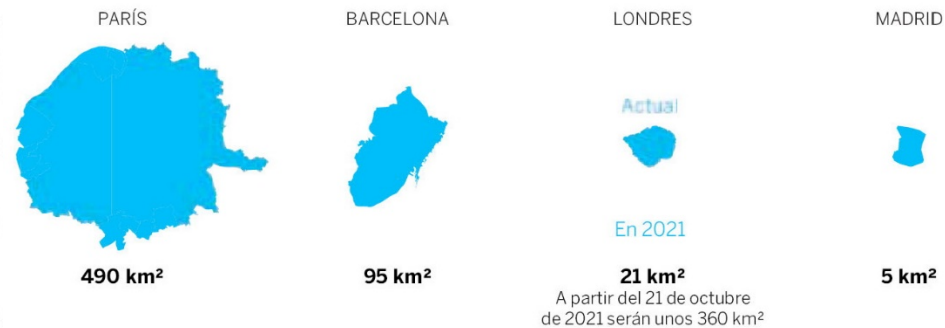 PARÍS
BARCELONA
LONDRES
MADRID
Actual
En 2021
490 km²
95 km²
21 km²
5 km²
A partir del 21 de octubre
de 2021 serán unos 360 km²